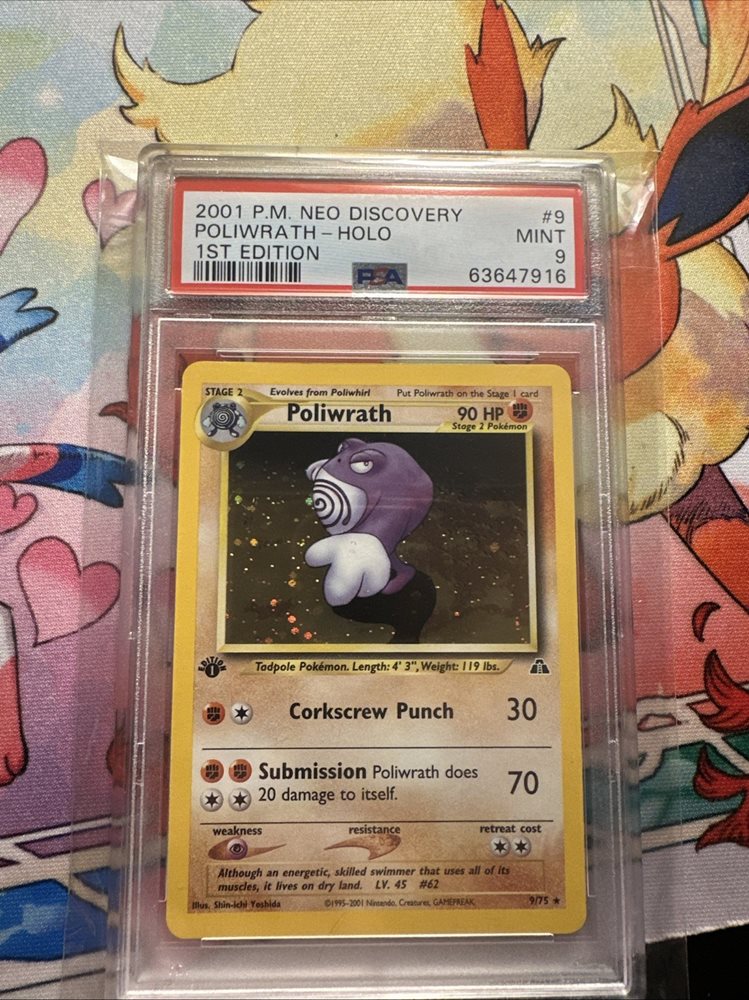 2001 P.M. NEO DISCOVERY #9
POLIWRATH - HOLO MINT
1ST EDITION 9
PSA 63647916
STAGE 2 Evolves from Poliwhirl Put Poliwrath on the Stage 1 card
Poliwrath 90 HP
Stage 2 Pokémon
EDITION
1
Tadpole Pokémon. Length: 4' 3", Weight: 119 lbs.
Corkscrew Punch 30
Submission Poliwrath does
20 damage to itself. 70
weakness resistance retreat cost
Although an energetic, skilled swimmer that uses all of its
muscles, it lives on dry land. LV. 45 #62
Illus. Shin-ichi Yoshida ©1995-2001 Nintendo, Creatures, GAMEFREAK. 9/75 ★